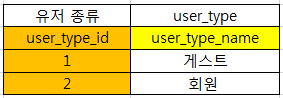 유저 종류 user_type
user_type_id user_type_name
1 게스트
2 회원